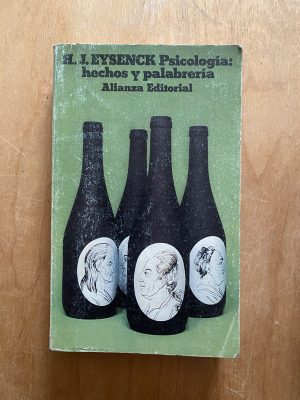 H. J. EYSENCK Psicología:
hechos y palabrería
Alianza Editorial